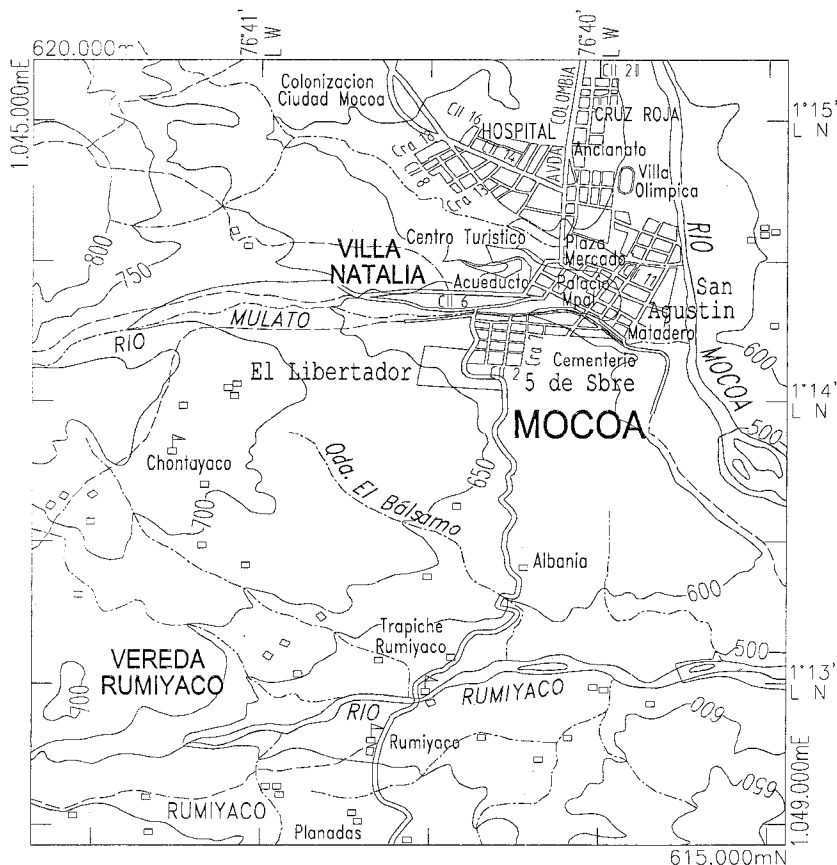 620.000mN
76°41'
L W
76°40'
L W
1.045.000mE
Colonizacion
Ciudad Mocoa
Cll 16
HOSPITAL
14
Cra 18
Cll 8
Cra 13
AVDA COLOMBIA
Cll 21
CRUZ ROJA
Ancianato
Villa
Olimpica
1°15'
L N
800
750
VILLA
NATALIA
Centro Turistico
Plaza
Mercado
Acueducto
Palacio
Mpal
11
San
Agustin
Matadero
RIO
MOCOA
Cll 6
RIO
MULATO
Cra 7
Cementerio
600
El Libertador
Cll 2
5 de Sbre
MOCOA
1°14'
L N
500
Chontayaco
700
Qda. El Bálsamo
650
Albania
600
Trapiche
Rumiyaco
VEREDA
RUMIYACO
700
500
1°13'
L N
RIO
RUMIYACO
600
Rumiyaco
RUMIYACO
Planadas
650
1.049.000mE
615.000mN